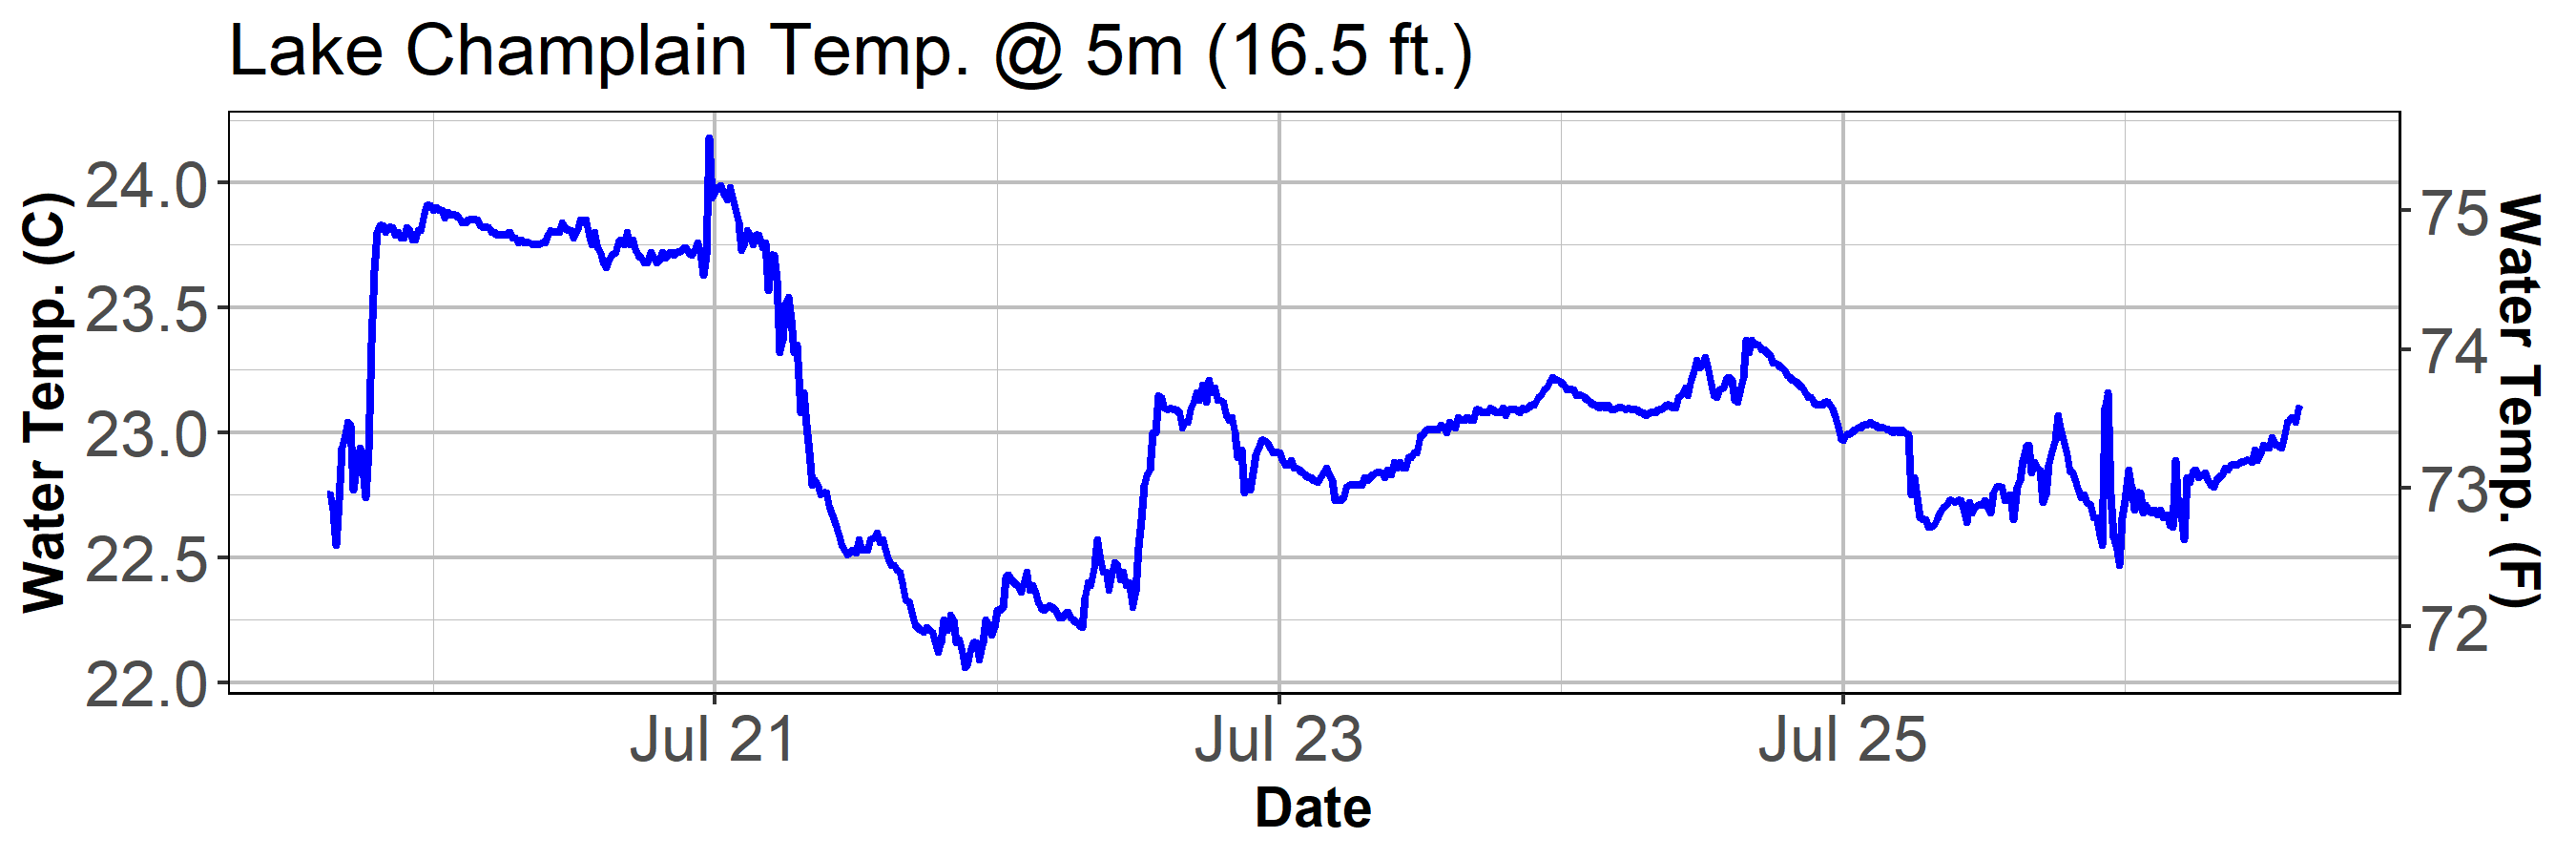 Lake Champlain Temp. @ 5m (16.5 ft.)
Water Temp. (C)
24.0
23.5
23.0
22.5
22.0
75
74
73
72
Water Temp. (F)
Jul 21
Jul 23
Jul 25
Date